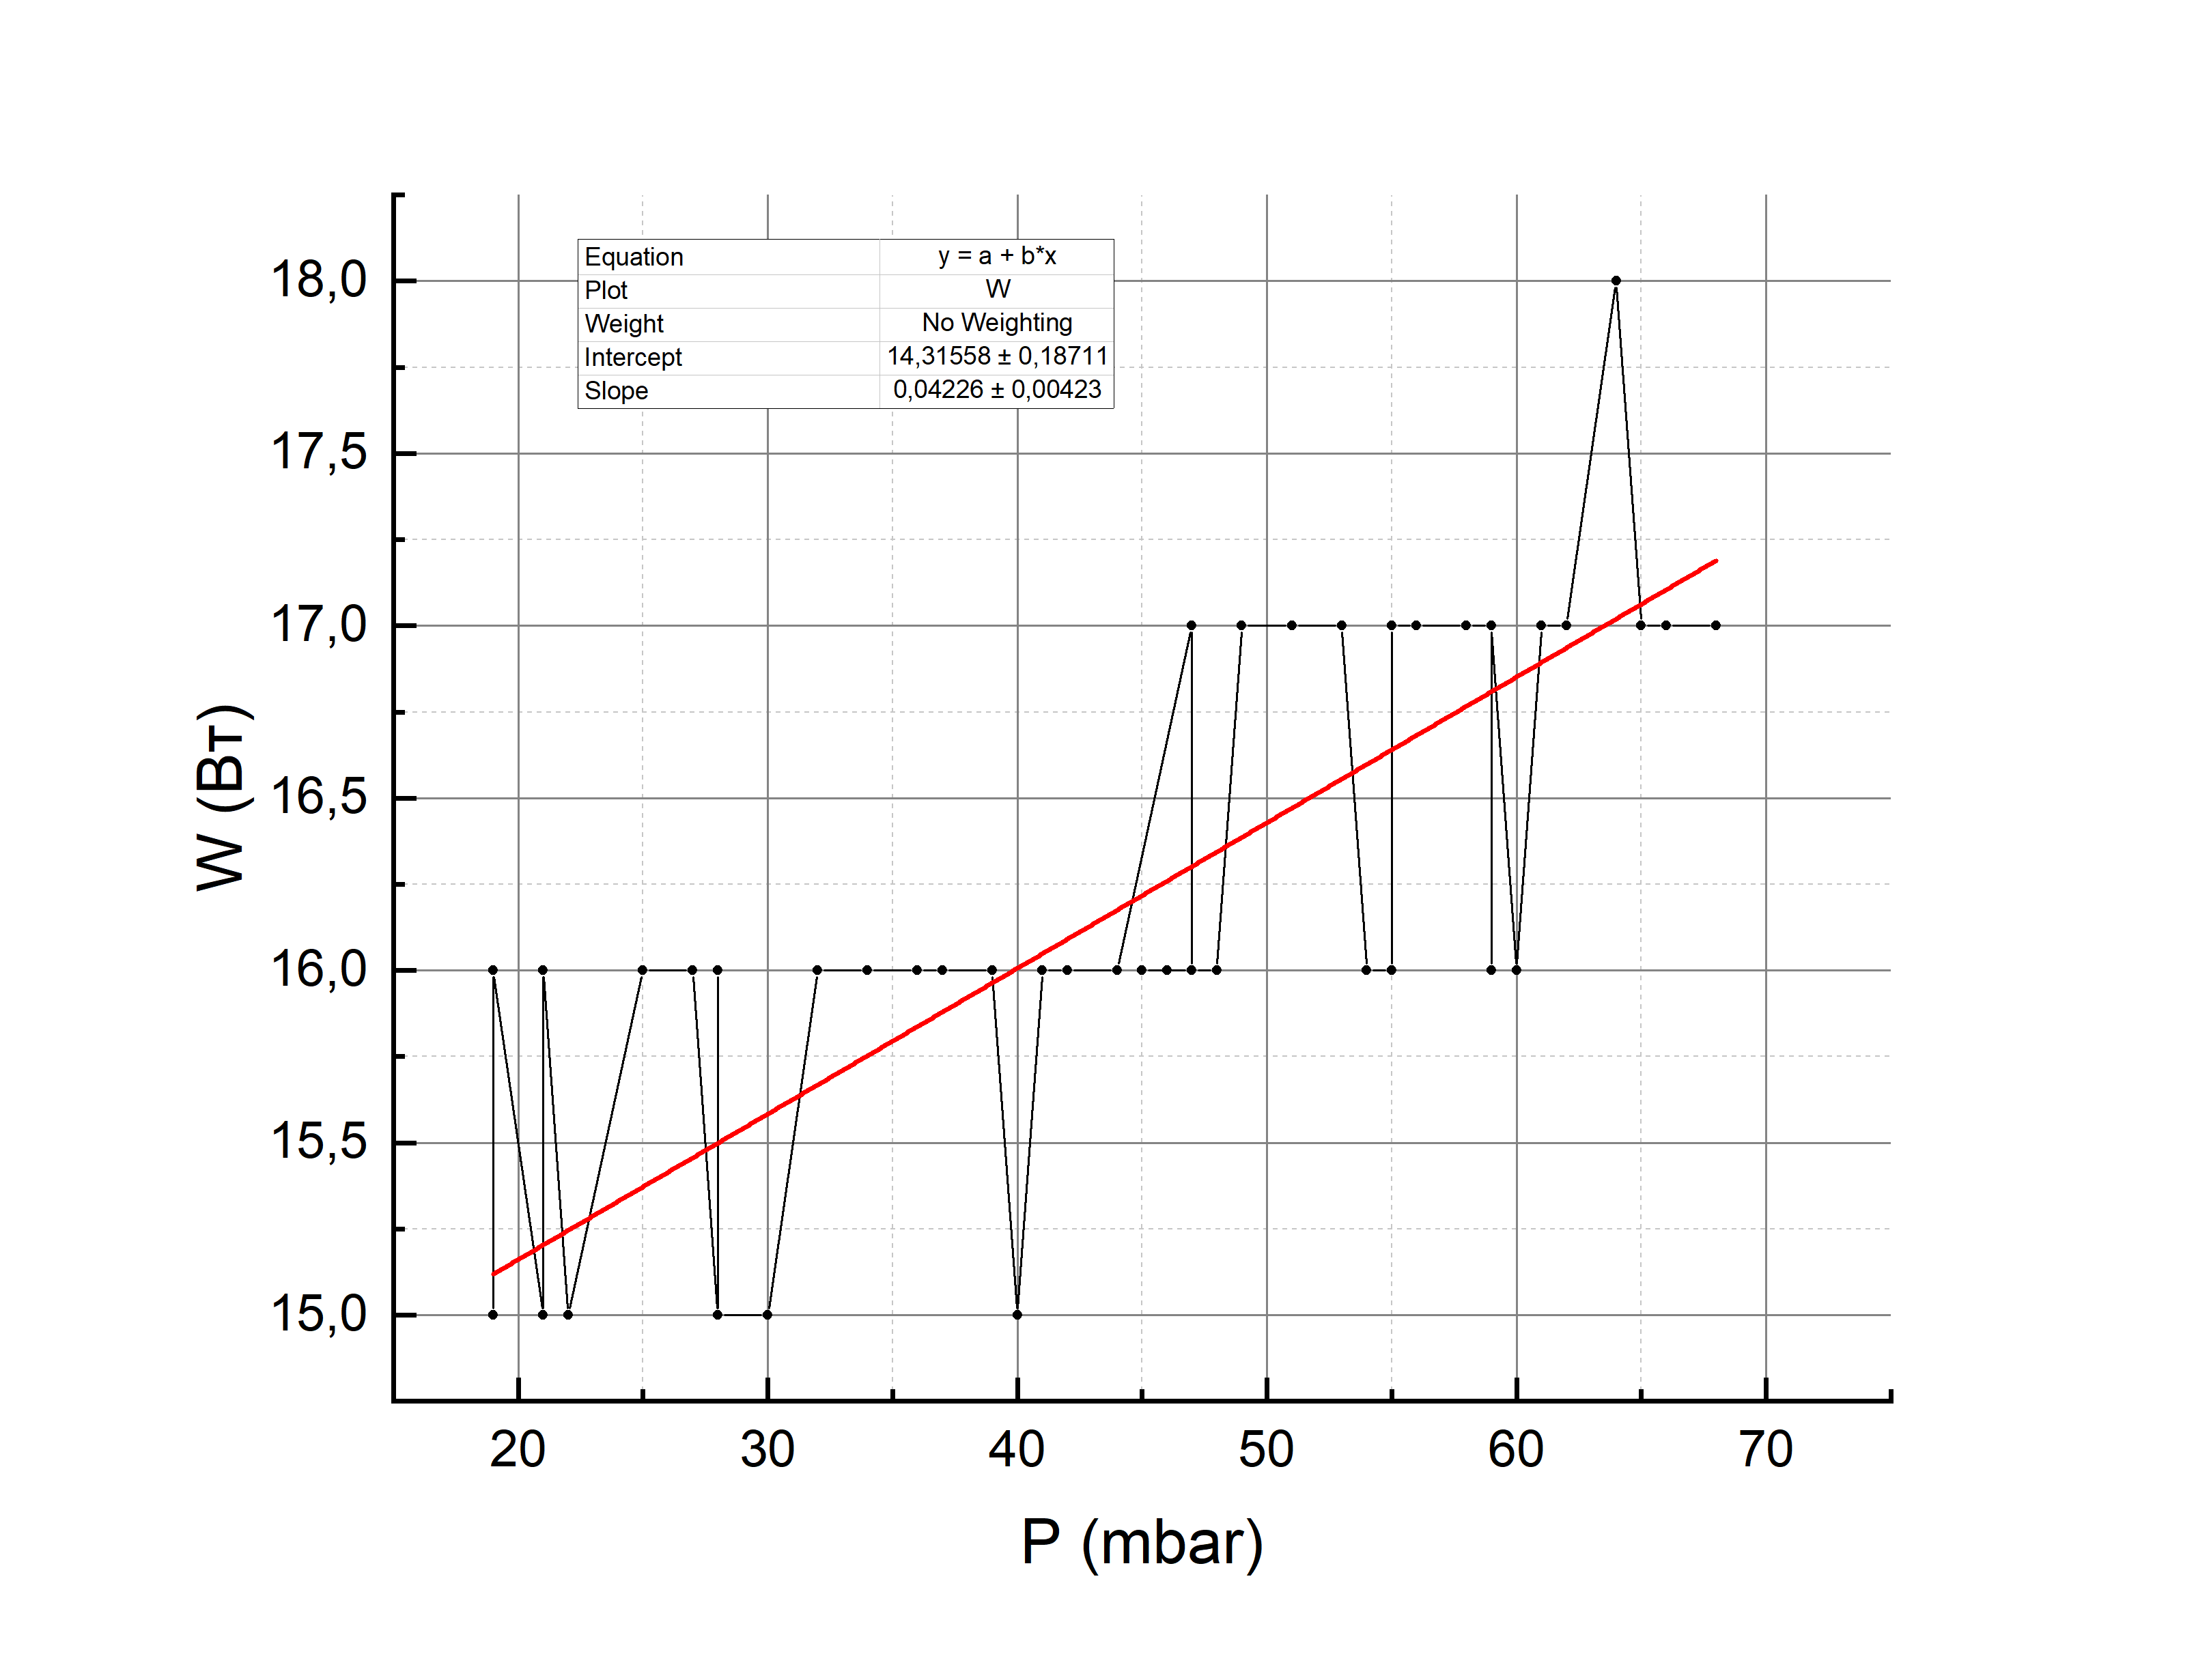 Equation y = a + b*x
Plot W
Weight No Weighting
Intercept 14,31558 ± 0,18711
Slope 0,04226 ± 0,00423
18,0
17,5
17,0
16,5
16,0
15,5
15,0
W (Вт)
20 30 40 50 60 70
P (mbar)